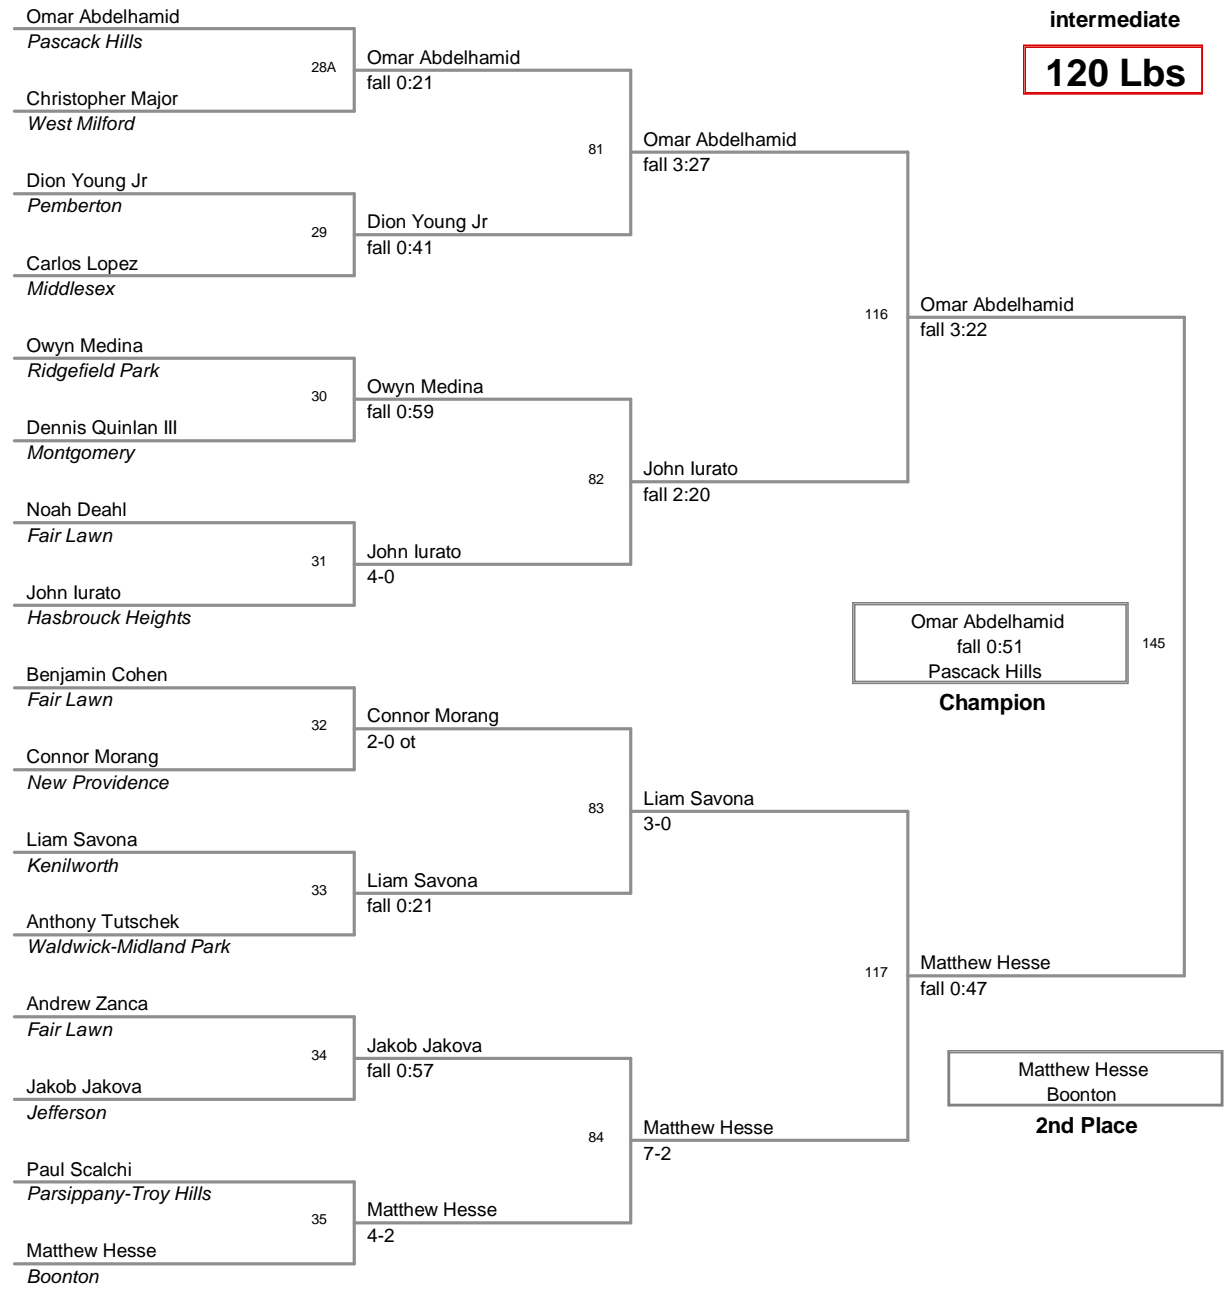 intermediate
120 Lbs
Omar Abdelhamid
Pascack Hills
28A
Christopher Major
West Milford
Dion Young Jr
Pemberton
29
Carlos Lopez
Middlesex
Owyn Medina
Ridgefield Park
30
Dennis Quinlan III
Montgomery
Noah Deahl
Fair Lawn
31
John Iurato
Hasbrouck Heights
Benjamin Cohen
Fair Lawn
32
Connor Morang
New Providence
Liam Savona
Kenilworth
33
Anthony Tutschek
Waldwick-Midland Park
Andrew Zanca
Fair Lawn
34
Jakob Jakova
Jefferson
Paul Scalchi
Parsippany-Troy Hills
35
Matthew Hesse
Boonton
Omar Abdelhamid
fall 0:21
81
Dion Young Jr
fall 0:41
Owyn Medina
fall 0:59
82
John Iurato
4-0
Connor Morang
2-0 ot
83
Liam Savona
fall 0:21
Jakob Jakova
fall 0:57
84
Matthew Hesse
4-2
Omar Abdelhamid
fall 3:27
116
John Iurato
fall 2:20
Liam Savona
3-0
117
Matthew Hesse
7-2
Omar Abdelhamid
fall 3:22
145
Matthew Hesse
fall 0:47
Omar Abdelhamid
fall 0:51
Pascack Hills
Champion
Matthew Hesse
Boonton
2nd Place